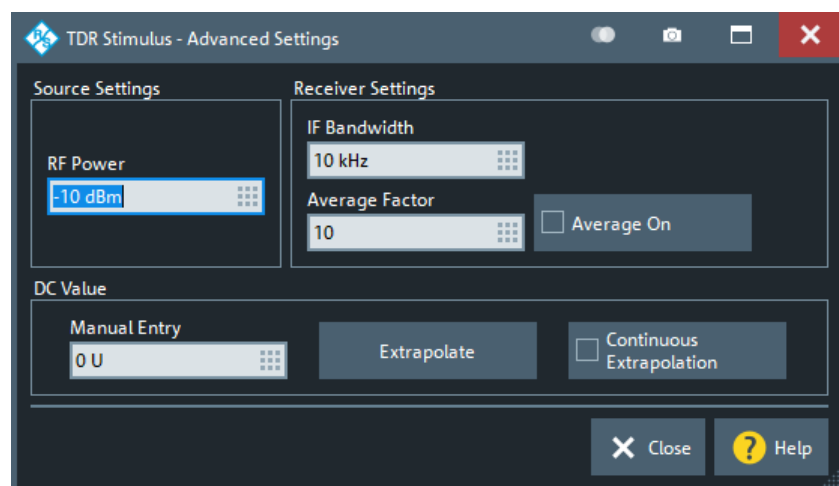 TDR Stimulus - Advanced Settings
Source Settings
Receiver Settings
RF Power
-10 dBm
IF Bandwidth
10 kHz
Average Factor
10
Average On
DC Value
Manual Entry
0 U
Extrapolate
Continuous
Extrapolation
Close
? Help